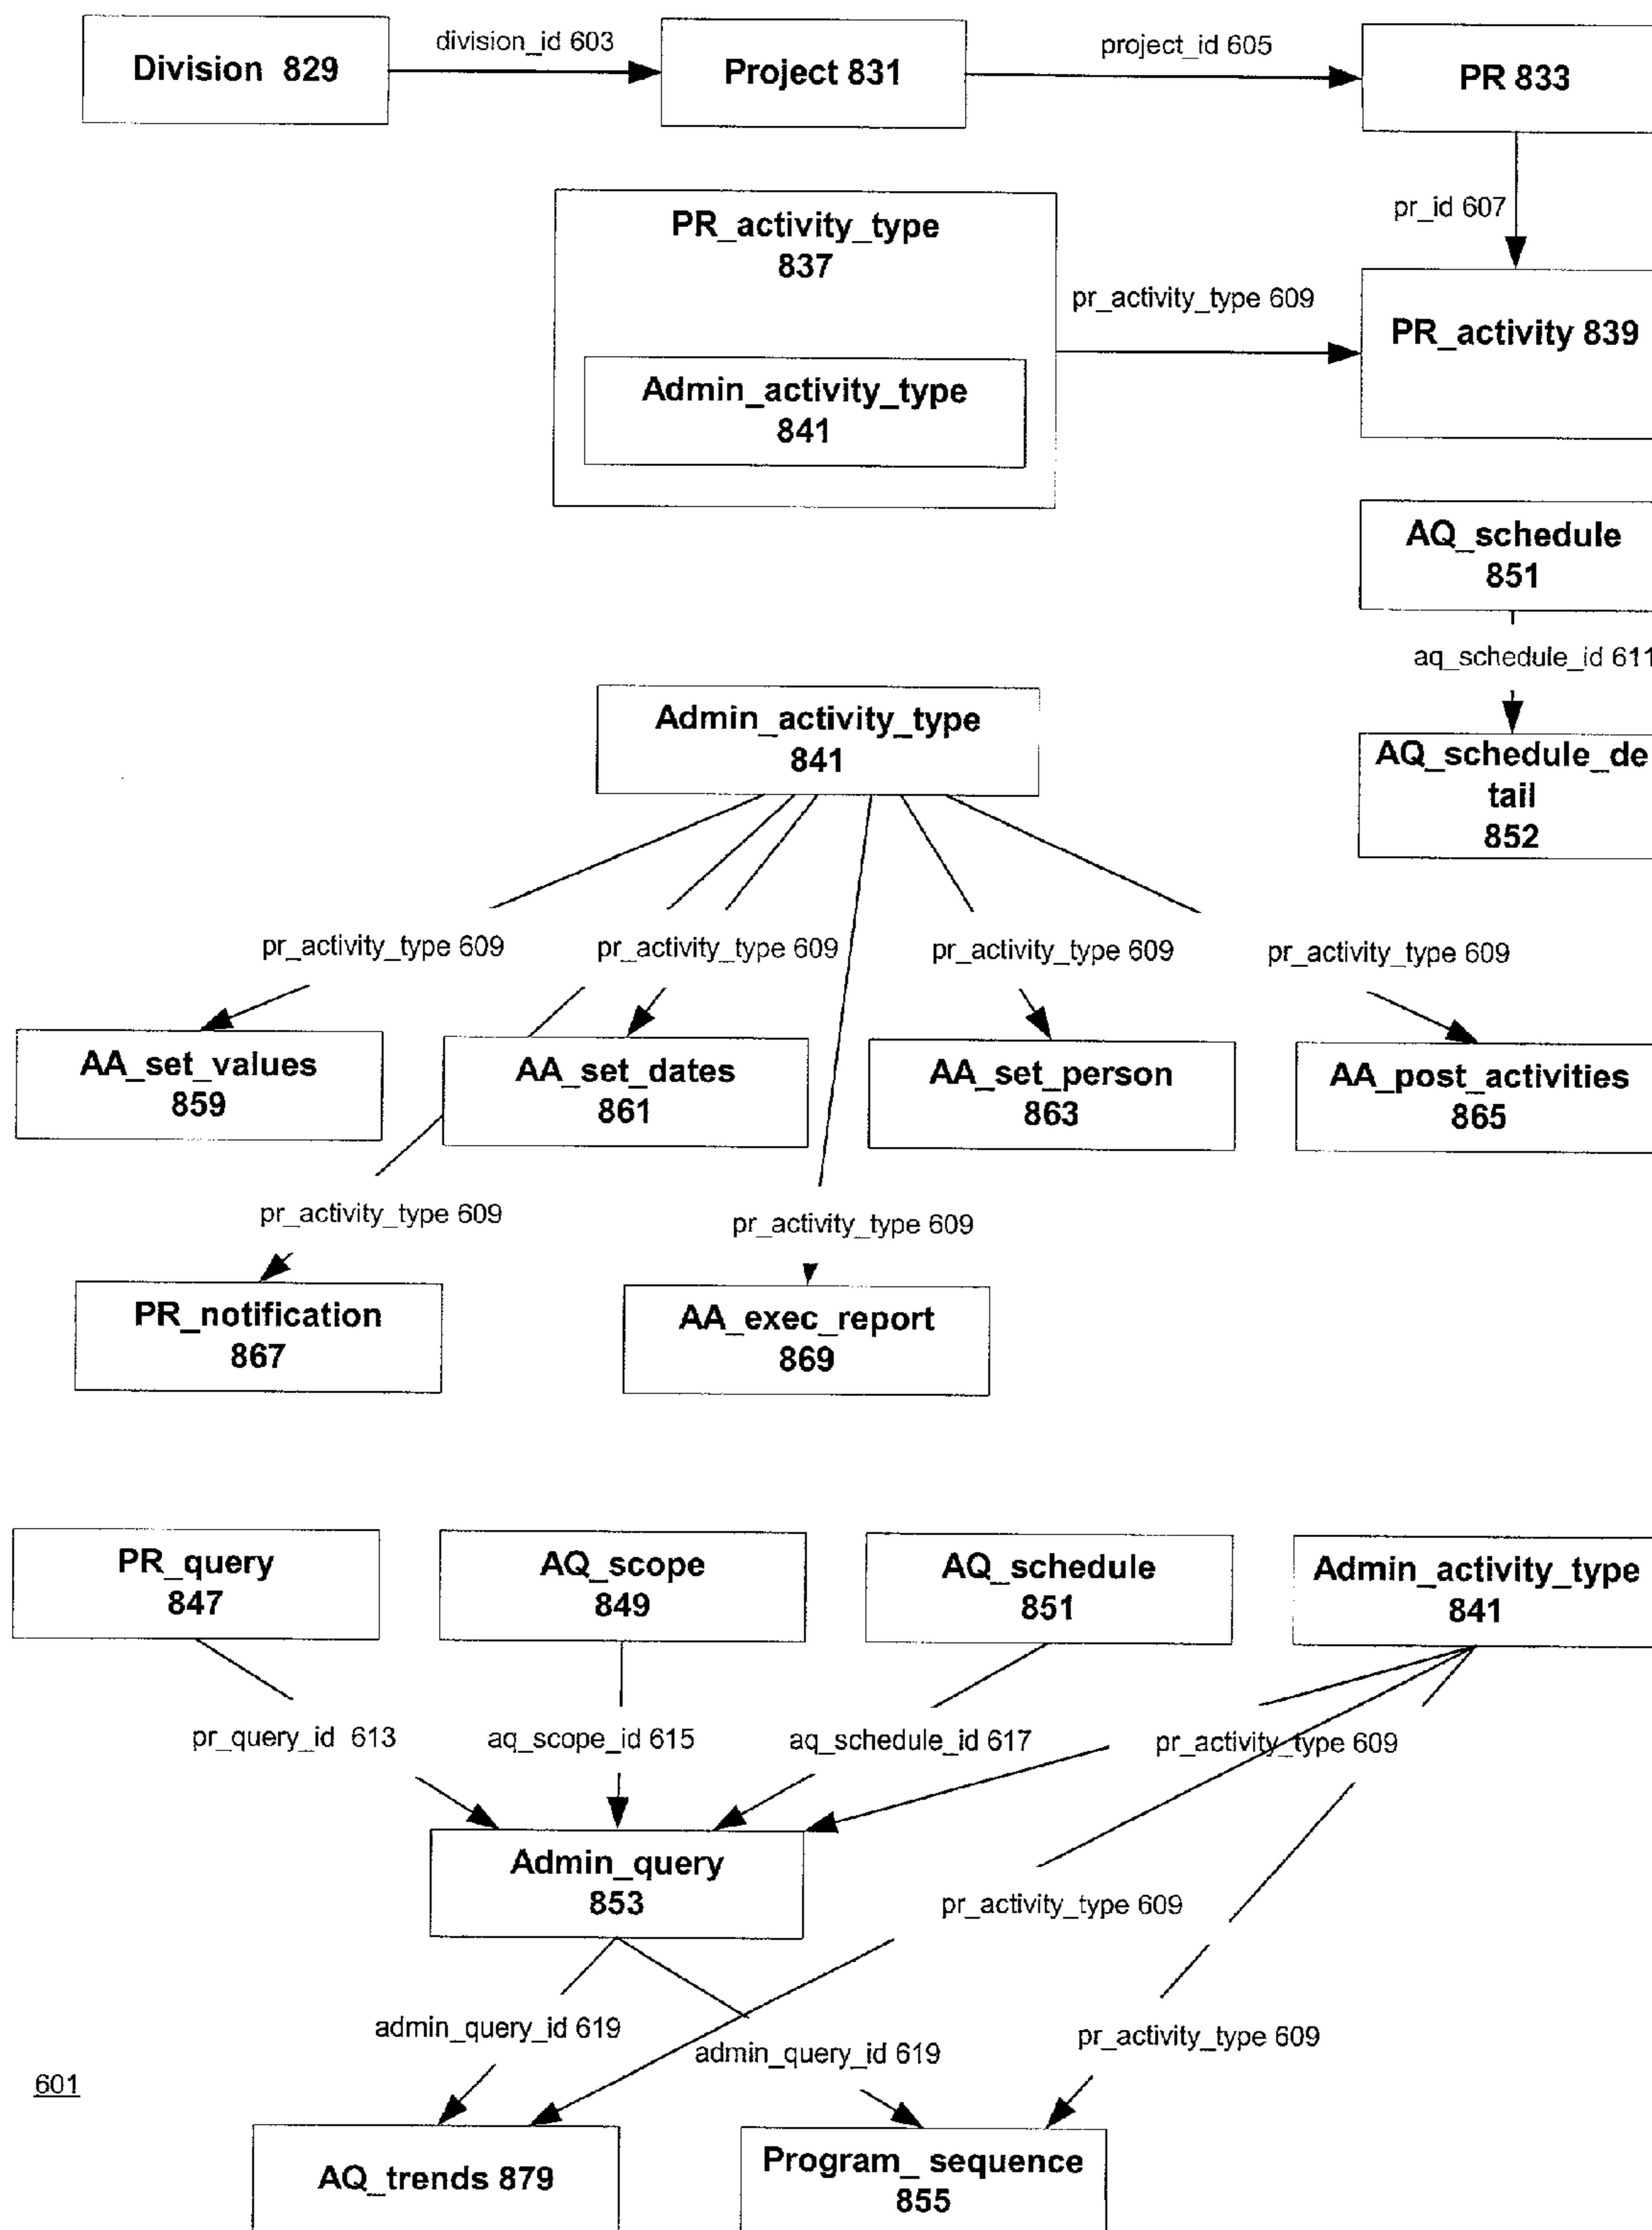 division_id 603
project_id 605
Division  829
Project 831
PR 833
pr_id 607
PR_activity_type
837
pr_activity_type 609
PR_activity 839
Admin_activity_type
841
AQ_schedule
851
aq_schedule_id 611
Admin_activity_type
841
AQ_schedule_de
tail
852
pr_activity_type 609
pr_activity_type 609
pr_activity_type 609
pr_activity_type 609
AA_set_values
859
AA_set_dates
861
AA_set_person
863
AA_post_activities
865
pr_activity_type 609
pr_activity_type 609
PR_notification
867
AA_exec_report
869
PR_query
847
AQ_scope
849
AQ_schedule
851
Admin_activity_type
841
pr_query_id  613
aq_scope_id 615
aq_schedule_id 617
pr_activity_type 609
Admin_query
853
pr_activity_type 609
admin_query_id 619
admin_query_id 619
pr_activity_type 609
601
AQ_trends 879
Program_ sequence
855